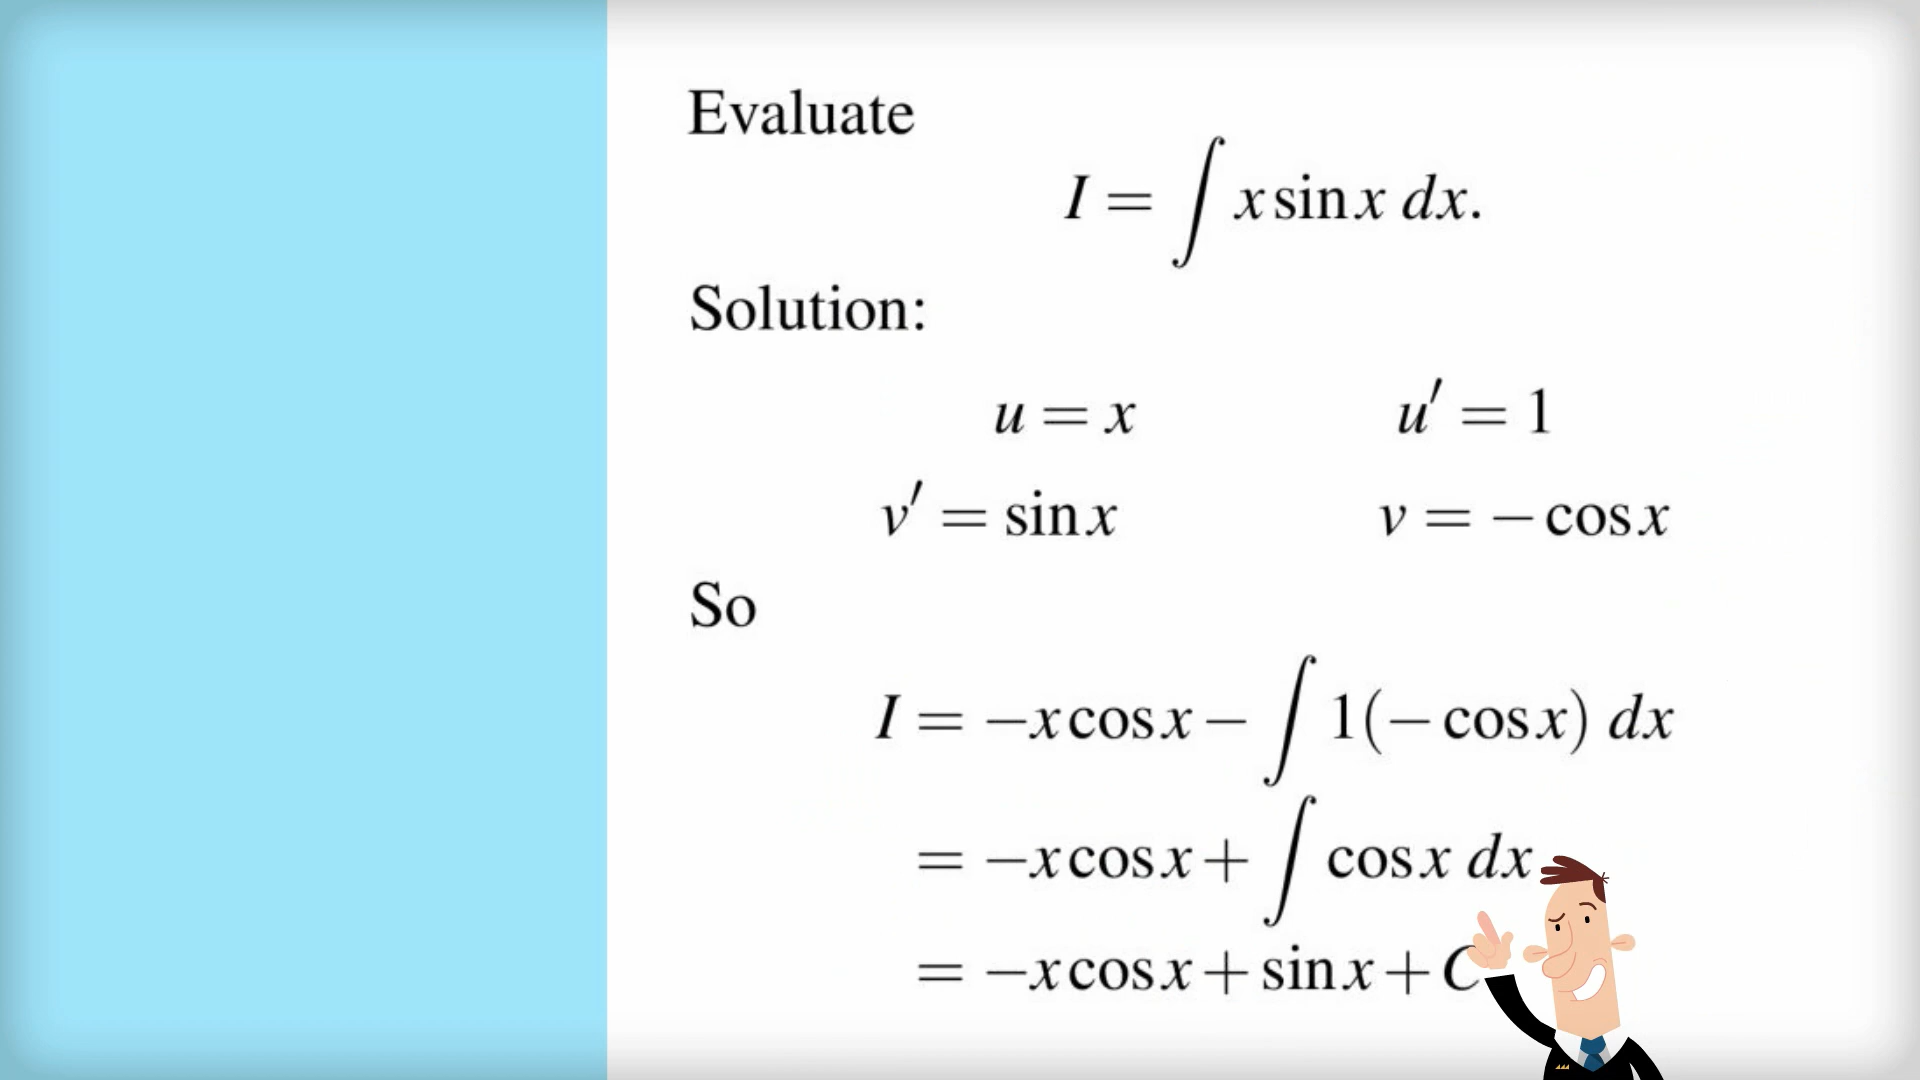 Evaluate
I = ∫ x sin x dx.
Solution:
u = x u′ = 1
v′ = sin x v = − cos x
So
I = −x cos x − ∫ 1(− cos x) dx
= −x cos x + ∫ cos x dx
= −x cos x + sin x + C